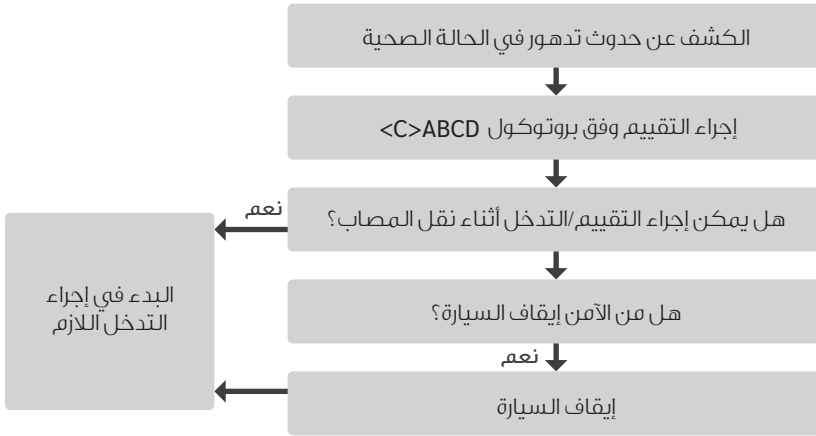 الكشف عن حدوث تدهور في الحالة الصحية
إجراء التقييم وفق بروتوكول <C>ABCD
هل يمكن إجراء التقييم/التدخل أثناء نقل المصاب؟
نعم
البدء في إجراء
التدخل اللازم
هل من الآمن إيقاف السيارة؟
نعم
إيقاف السيارة